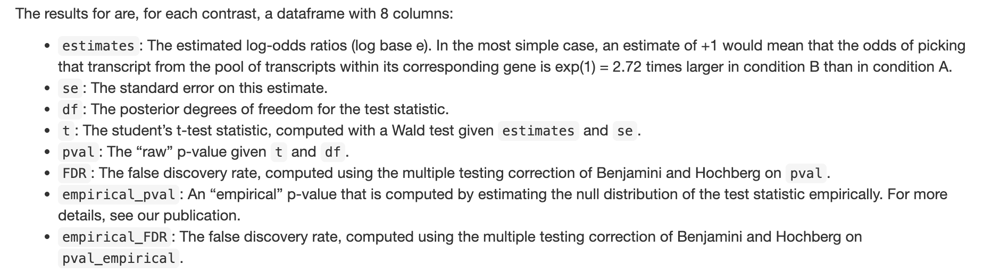 The results for are, for each contrast, a dataframe with 8 columns:
• estimates : The estimated log-odds ratios (log base e). In the most simple case, an estimate of +1 would mean that the odds of picking
that transcript from the pool of transcripts within its corresponding gene is exp(1) = 2.72 times larger in condition B than in condition A.
• se : The standard error on this estimate.
• df : The posterior degrees of freedom for the test statistic.
• t : The student’s t-test statistic, computed with a Wald test given estimates and se .
• pval : The “raw” p-value given t and df .
• FDR : The false discovery rate, computed using the multiple testing correction of Benjamini and Hochberg on pval .
• empirical_pval : An “empirical” p-value that is computed by estimating the null distribution of the test statistic empirically. For more
details, see our publication.
• empirical_FDR : The false discovery rate, computed using the multiple testing correction of Benjamini and Hochberg on
pval_empirical .